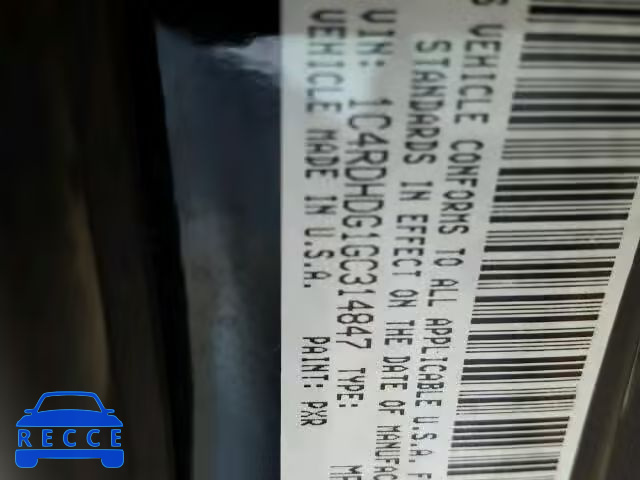 S VEHICLE CONFORMS TO ALL APPLICABLE U.S.A. F
STANDARDS IN EFFECT ON THE DATE OF MANUFAC
VIN: 1C4RDHDG1GC314847 TYPE: M
VEHICLE MADE IN U.S.A. PAINT: PXR
RECCE